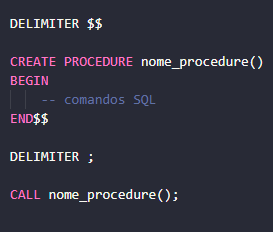 DELIMITER $$
CREATE PROCEDURE nome_procedure()
BEGIN
-- comandos SQL
END$$
DELIMITER ;
CALL nome_procedure();